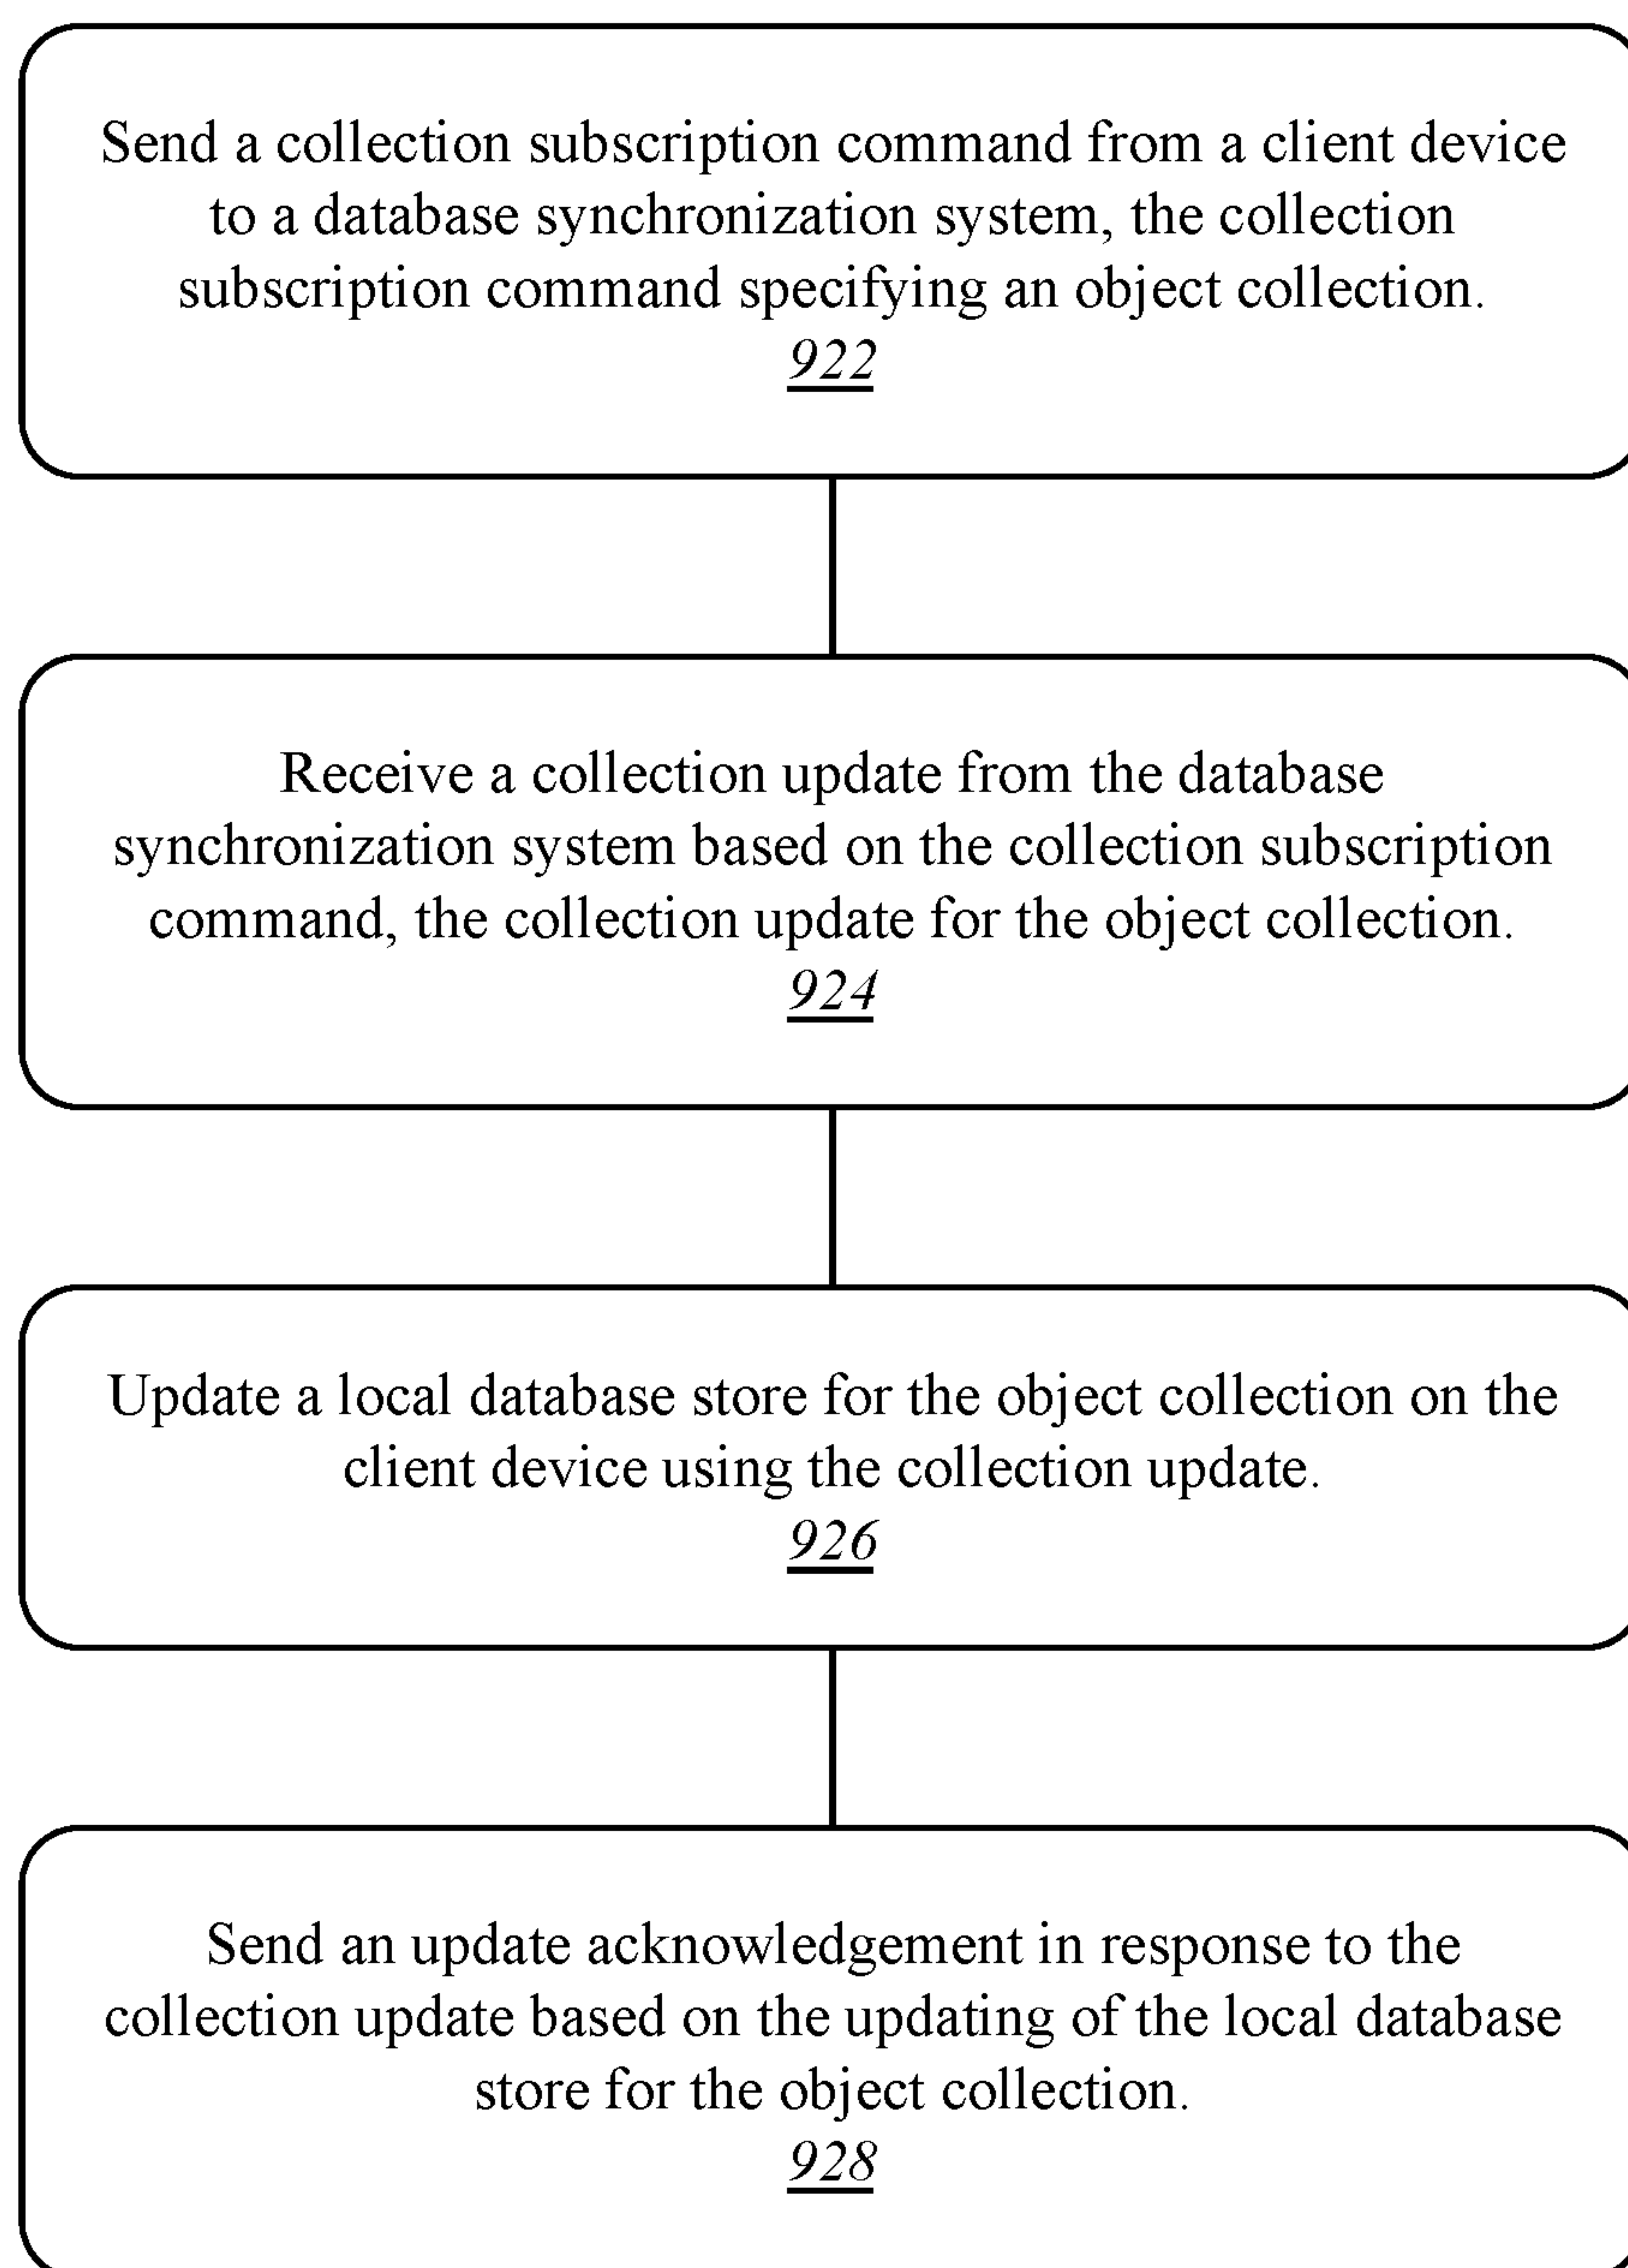 Send a collection subscription command from a client device
to a database synchronization system, the collection
subscription command specifying an object collection.
922
Receive a collection update from the database
synchronization system based on the collection subscription
command, the collection update for the object collection.
924
Update a local database store for the object collection on the
client device using the collection update.
926
Send an update acknowledgement in response to the
collection update based on the updating of the local database
store for the object collection.
928